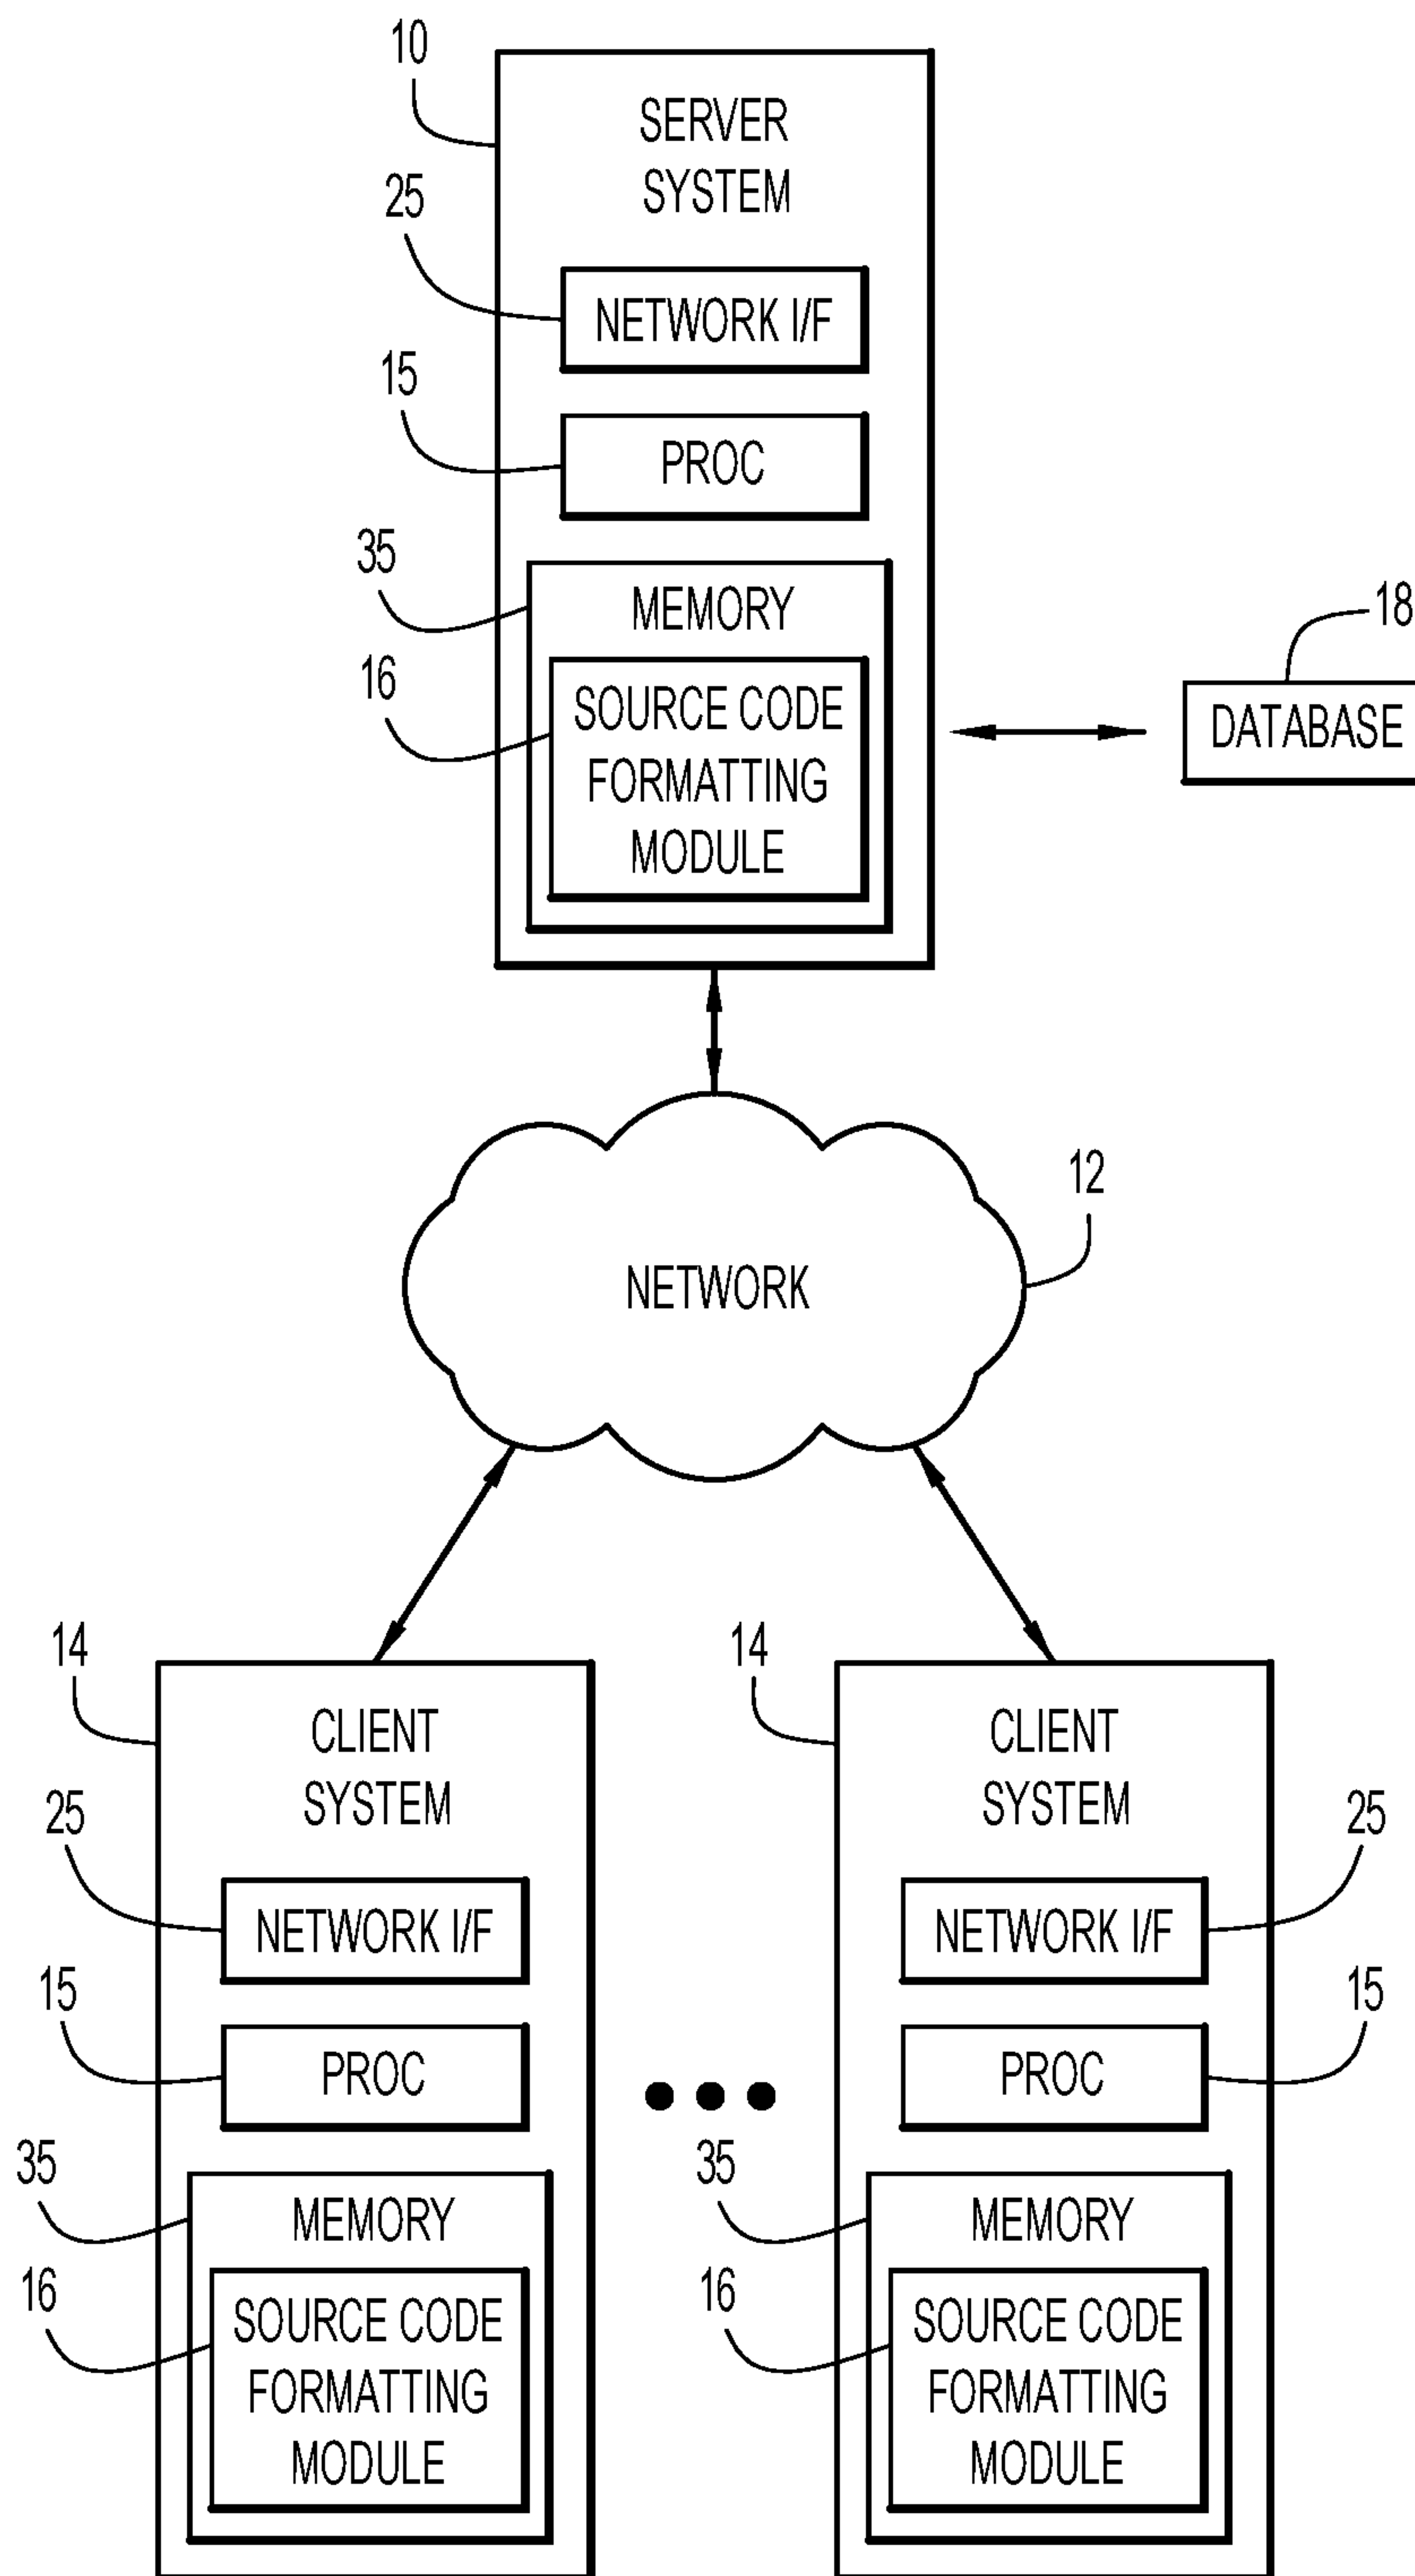 10
SERVER
SYSTEM
25
NETWORK I/F
15
PROC
35
MEMORY
16
SOURCE CODE
FORMATTING
MODULE
18
DATABASE
12
NETWORK
14
CLIENT
SYSTEM
25
NETWORK I/F
15
PROC
35
MEMORY
16
SOURCE CODE
FORMATTING
MODULE
14
CLIENT
SYSTEM
25
NETWORK I/F
15
PROC
35
MEMORY
16
SOURCE CODE
FORMATTING
MODULE